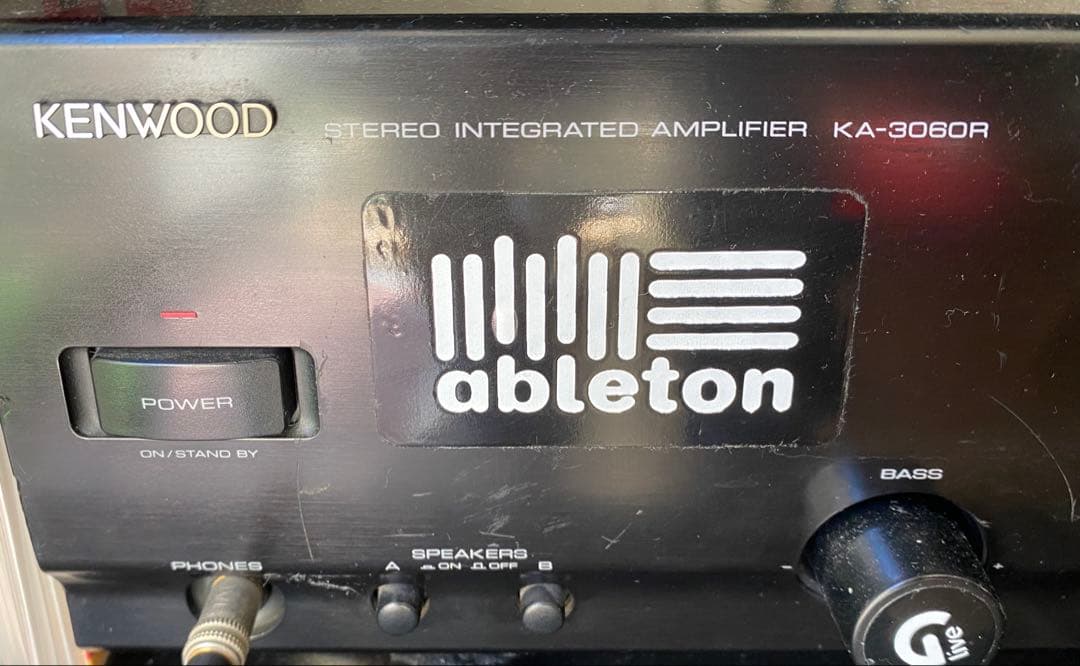 KENWOOD
STEREO INTEGRATED AMPLIFIER KA-3060R
ableton
POWER
ON/STAND BY
BASS
- +
PHONES
SPEAKERS
A ON OFF B
G
live